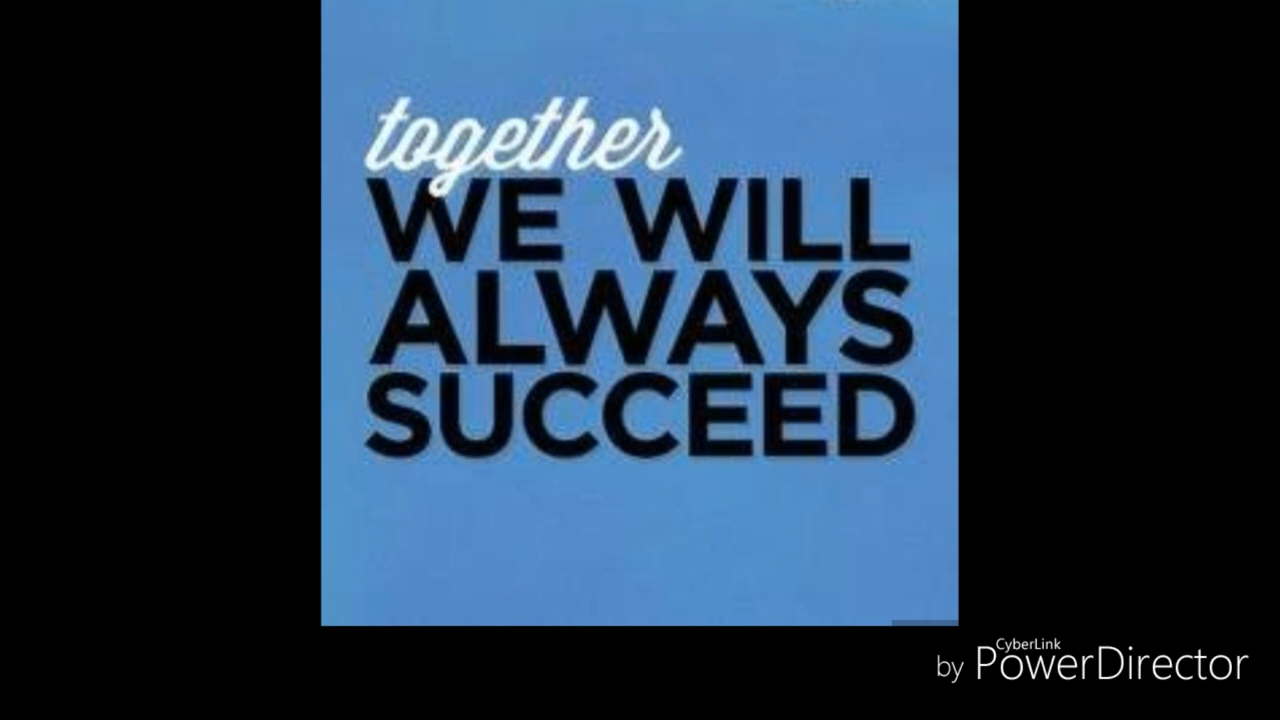 together
WE WILL
ALWAYS
SUCCEED
CyberLink
by PowerDirector